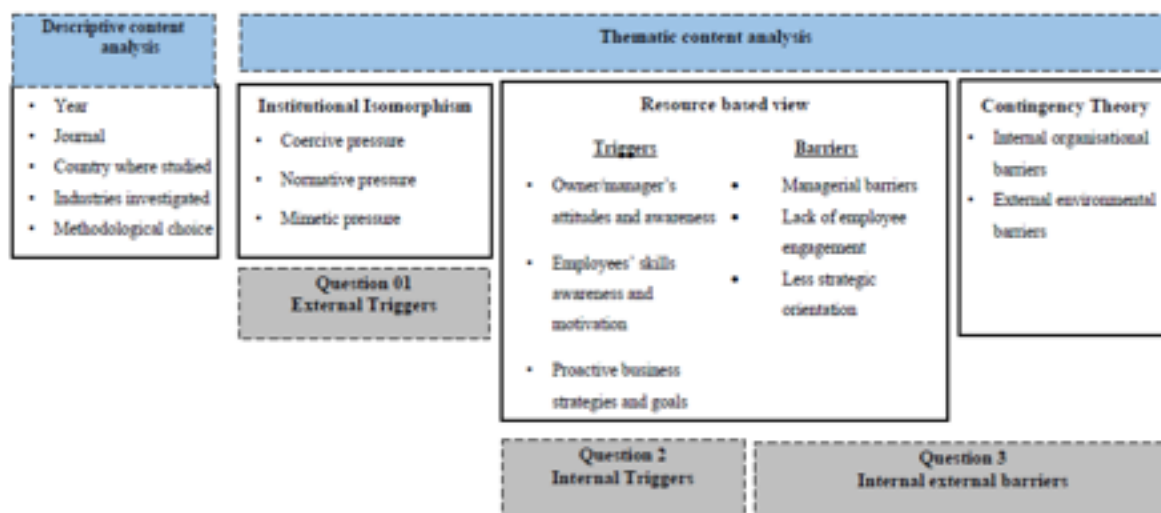 Descriptive content
analysis
• Year
• Journal
• Country where studied
• Industries investigated
• Methodological choice
Thematic content analysis
Institutional Isomorphism
• Coercive pressure
• Normative pressure
• Mimetic pressure
Question 01
External Triggers
Resource based view
Triggers
• Owner/manager's
attitudes and awareness
• Employees' skills
awareness and
motivation
• Proactive business
strategies and goals
Barriers
• Managerial barriers
• Lack of employee
engagement
• Less strategic
orientation
Contingency Theory
• Internal organisational
barriers
• External environmental
barriers
Question 2
Internal Triggers
Question 3
Internal external barriers